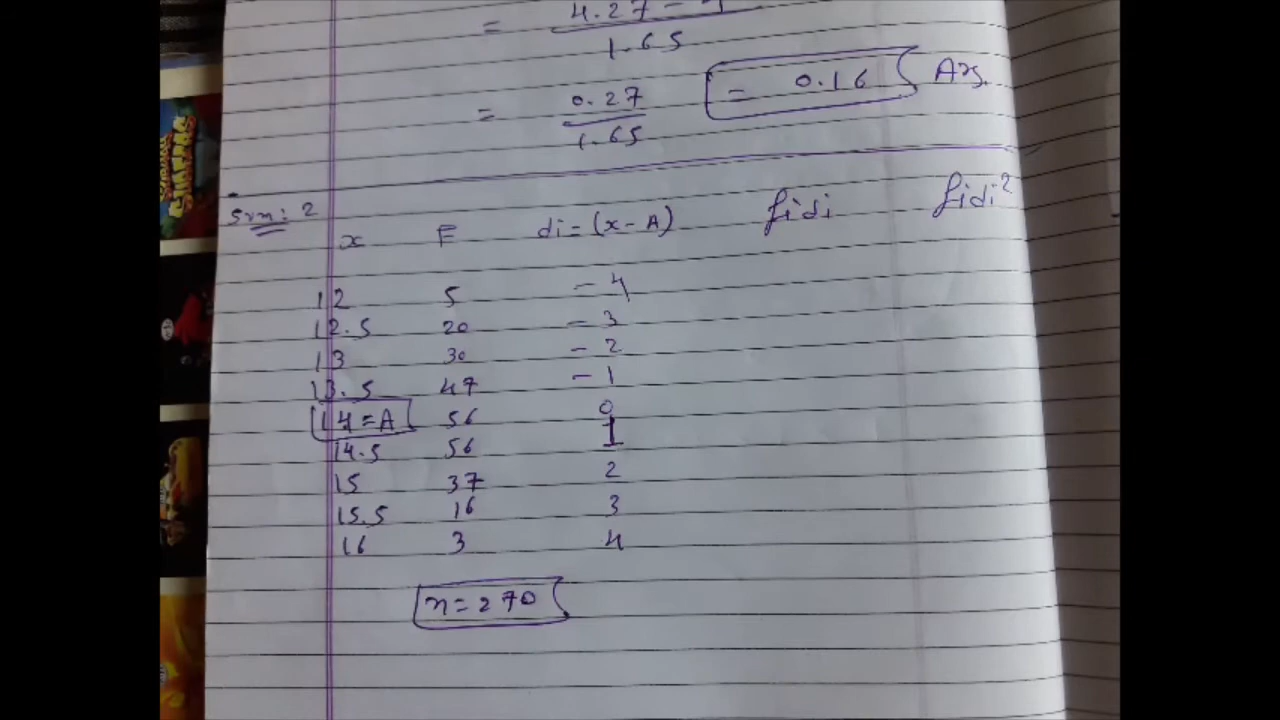 = 4.27 - 4
1.65
= 0.27 = 0.16 Ans.
1.65
Sum: 2
x F di = (x - A) fidi fidi²
12 5 - 4
12.5 20 - 3
13 30 - 2
13.5 47 - 1
14 = A 56 0
14.5 56 1
15 37 2
15.5 16 3
16 3 4
n = 270